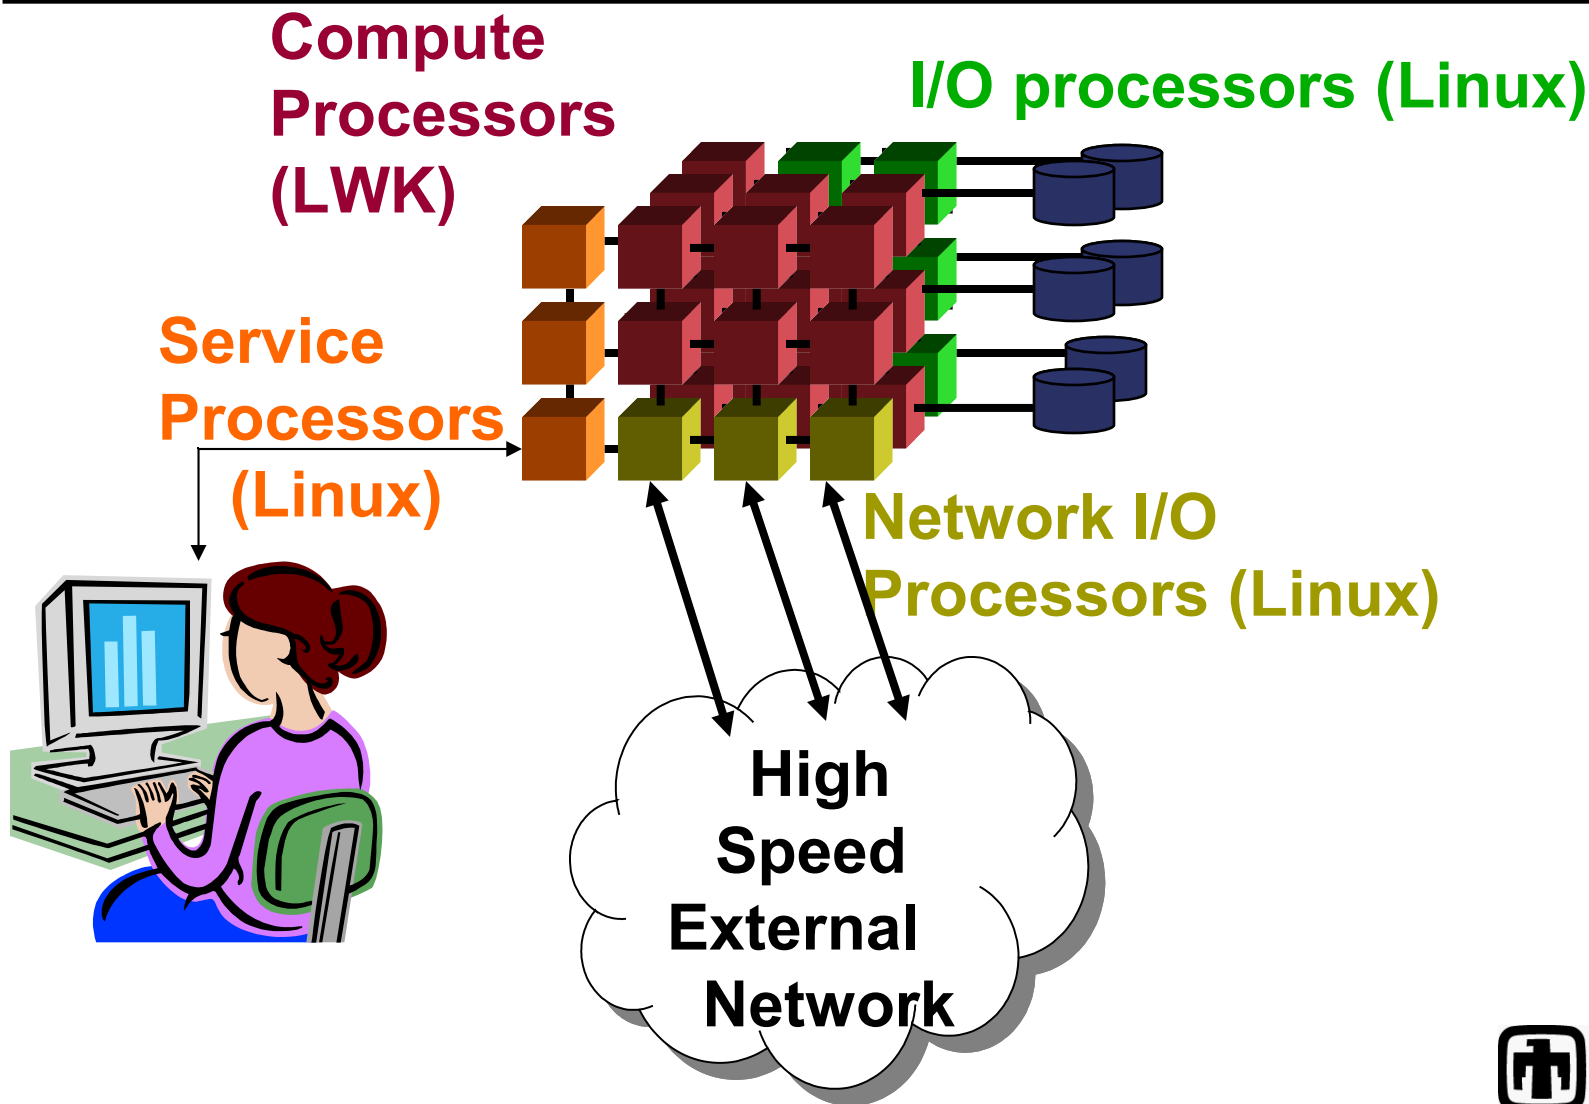 Compute
Processors
(LWK)
I/O processors (Linux)
Service
Processors
(Linux)
Network I/O
Processors (Linux)
High
Speed
External
Network